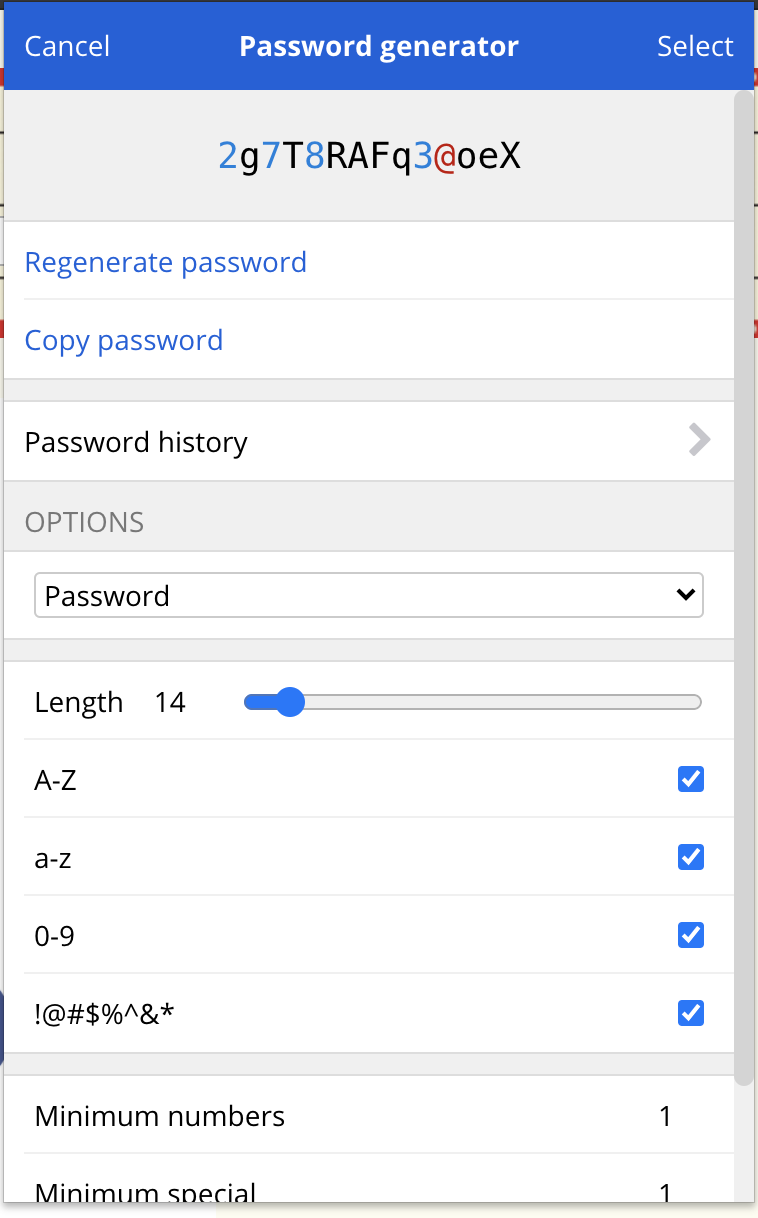 Cancel Password generator Select
2g7T8RAFq3@oeX
Regenerate password
Copy password
Password history
OPTIONS
Password
Length 14
A-Z
a-z
0-9
!@#$%^&*
Minimum numbers 1
Minimum special 1